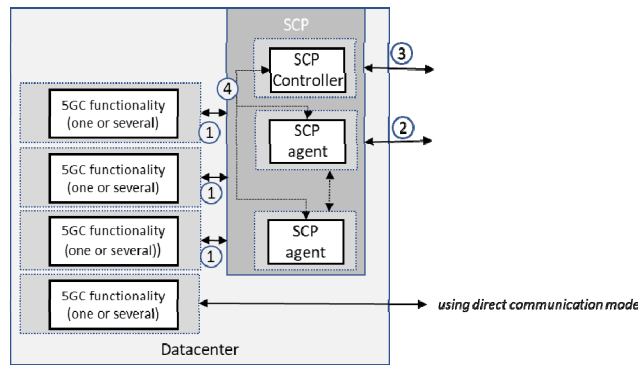 SCP
SCP
Controller
3
4
5GC functionality
(one or several)
1
SCP
agent
2
5GC functionality
(one or several)
1
5GC functionality
(one or several))
1
SCP
agent
5GC functionality
(one or several)
using direct communication mode
Datacenter